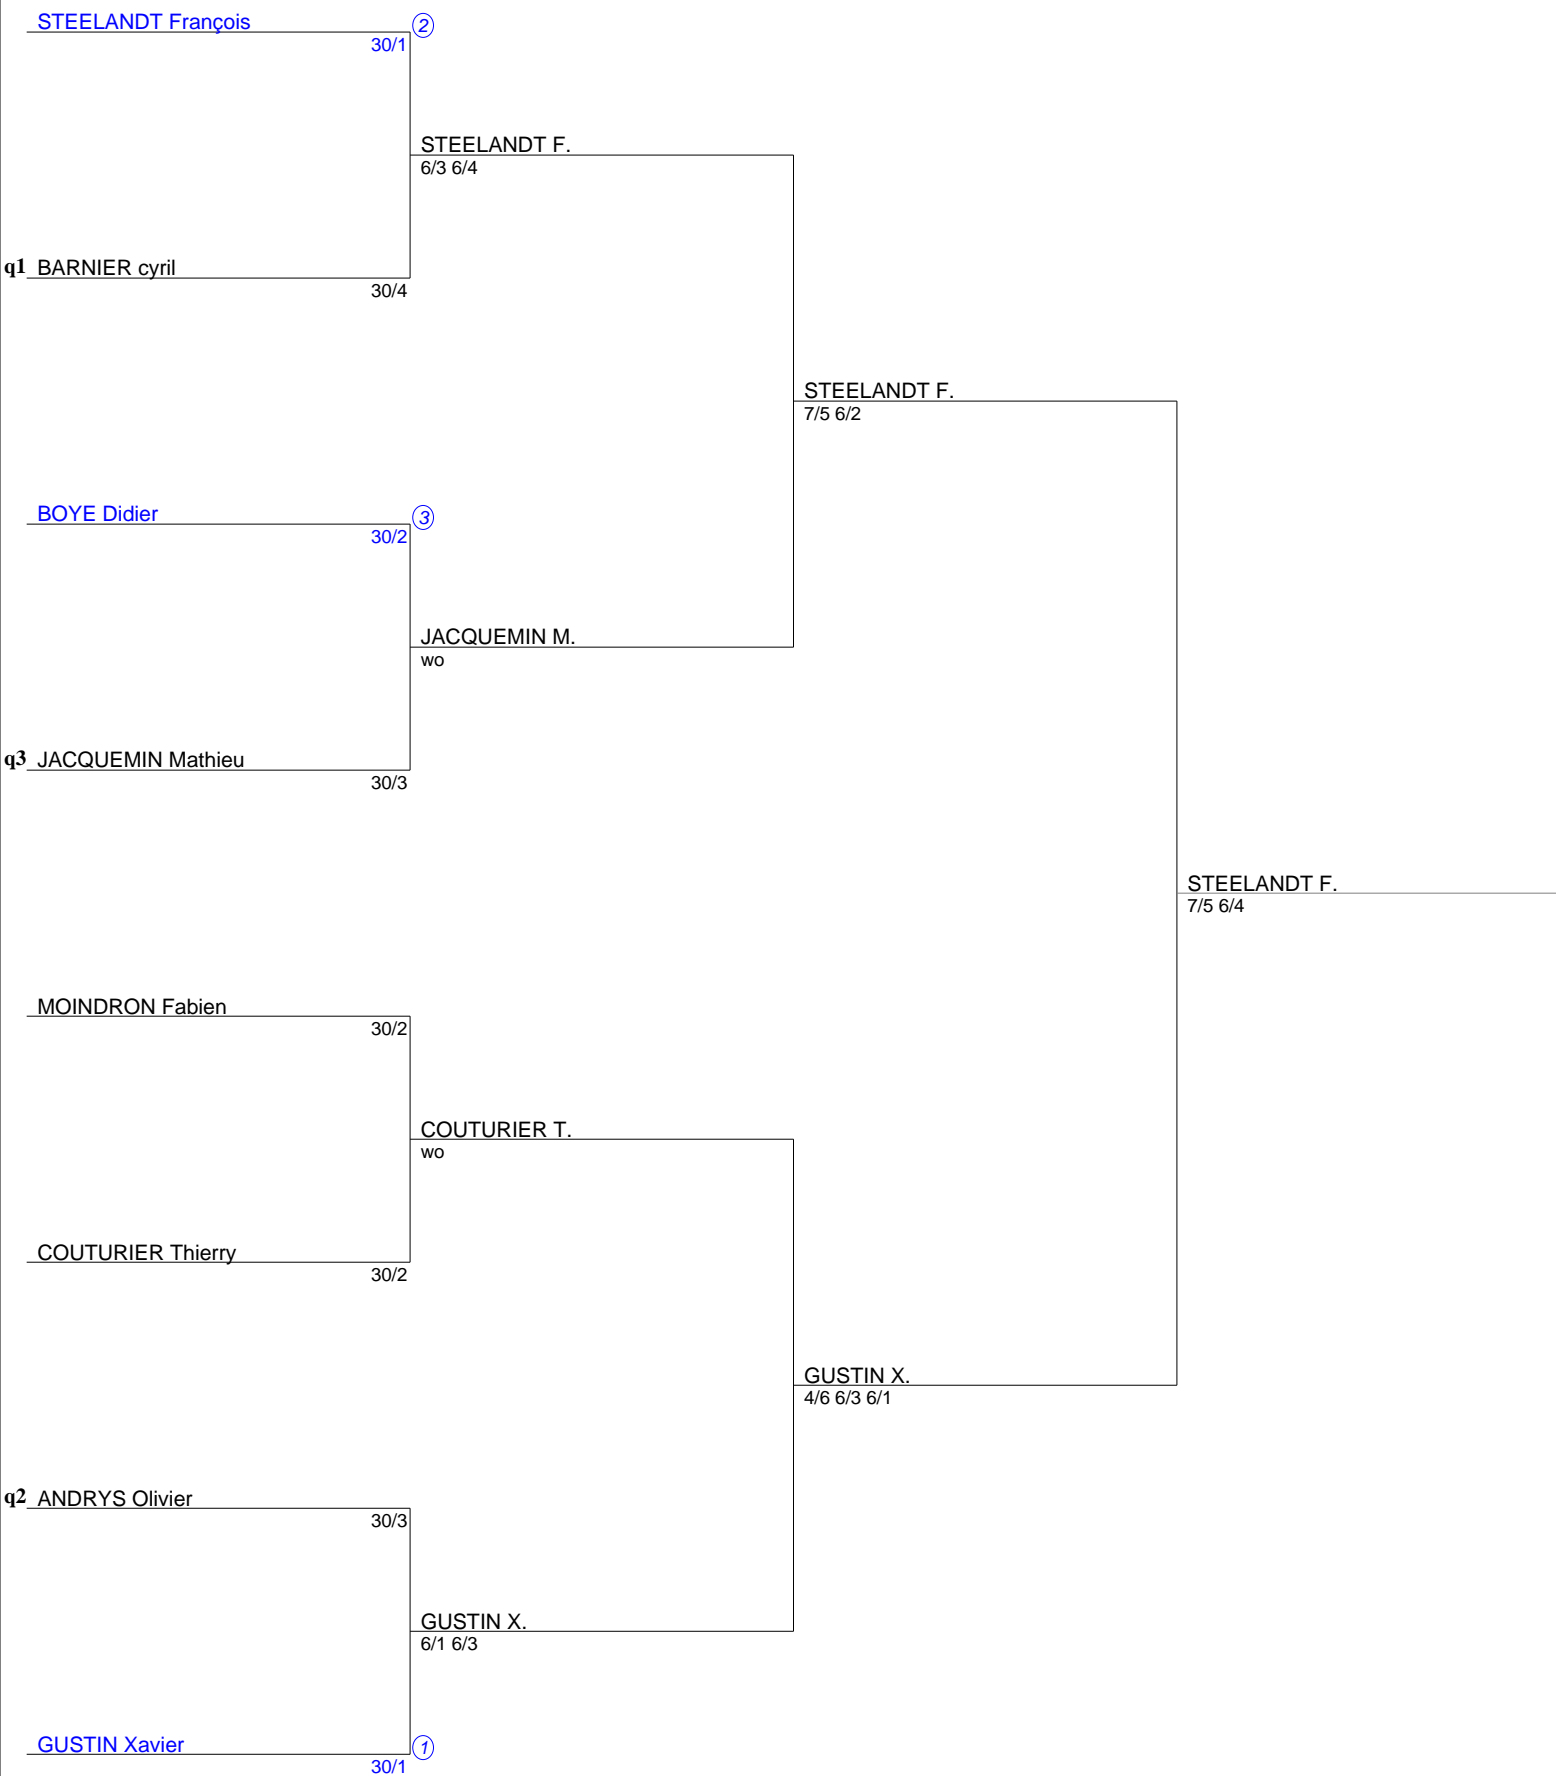 STEELANDT François
2
30/1
STEELANDT F.
6/3 6/4
q1 BARNIER cyril
30/4
STEELANDT F.
7/5 6/2
BOYE Didier
3
30/2
JACQUEMIN M.
wo
q3 JACQUEMIN Mathieu
30/3
STEELANDT F.
7/5 6/4
MOINDRON Fabien
30/2
COUTURIER T.
wo
COUTURIER Thierry
30/2
GUSTIN X.
4/6 6/3 6/1
q2 ANDRYS Olivier
30/3
GUSTIN X.
6/1 6/3
GUSTIN Xavier
1
30/1